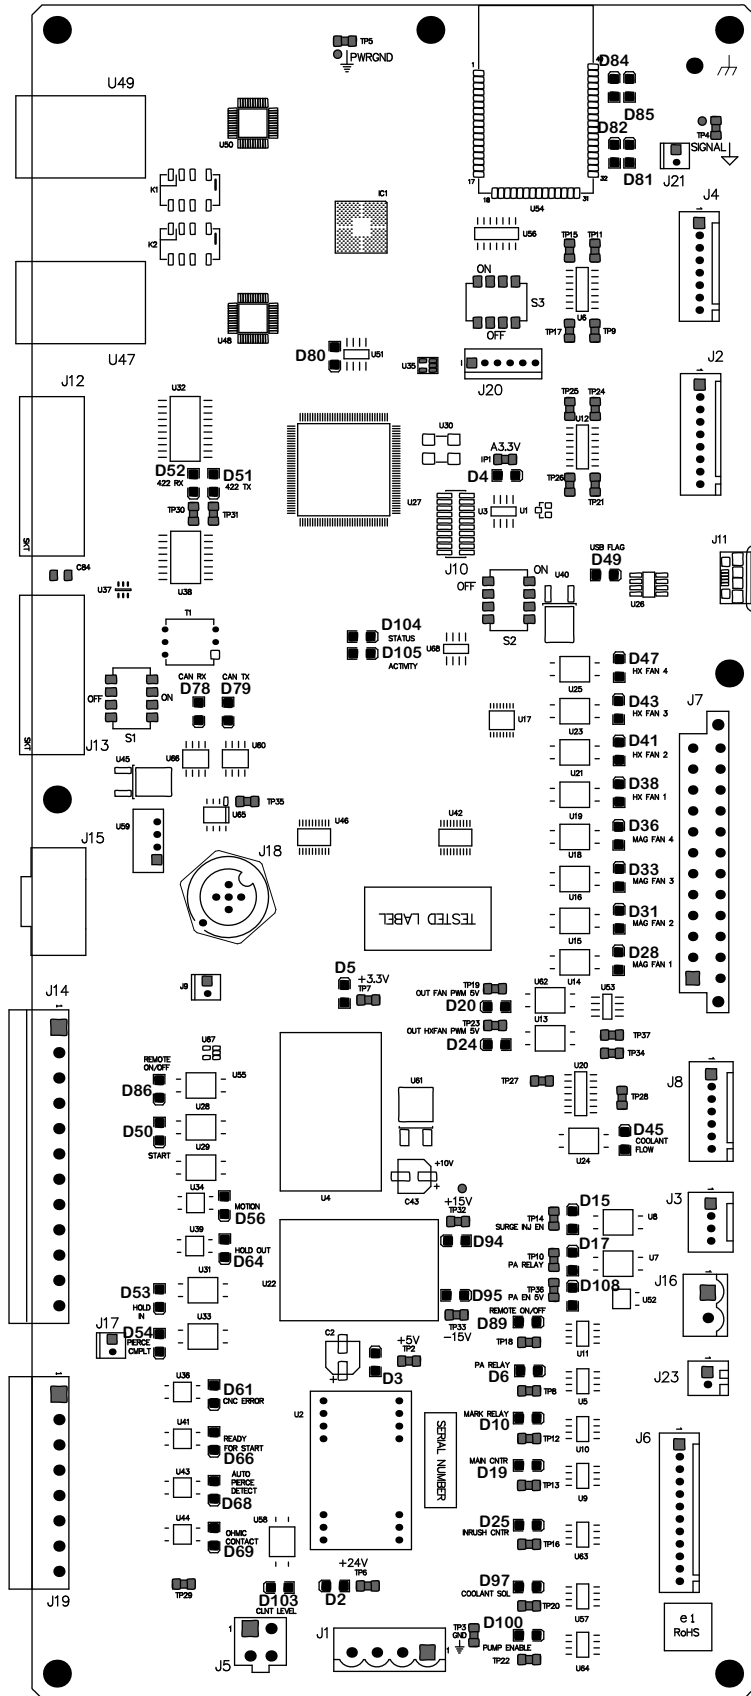 TP5
PWRGND
U49
U50
K1
K2
IC1
U48
U47
1
17
18
31
32
U54
D84
D85
D82
D81
TP4
SIGNAL
J21
J4
1
U56
TP15
TP11
ON
S3
OFF
U6
TP17
TP9
D80
U51
U35
1
J20
J2
1
J12
U32
D52
422 RX
D51
422 TX
TP30
TP31
SKT
U38
C84
U37
U30
U27
A3.3V
IP1
D4
U3
U1
J10
TP25
TP24
U12
TP26
TP21
USB FLAG
D49
U26
J11
ON
OFF
S2
U40
T1
D104
STATUS
D105
ACTIVITY
U68
CAN RX
D78
CAN TX
D79
OFF
ON
S1
SKT
J13
U45
U66
U60
U59
U65
TP35
U17
U46
U42
U25
D47
HX FAN 4
U23
D43
HX FAN 3
U21
D41
HX FAN 2
U19
D38
HX FAN 1
U18
D36
MAG FAN 4
U16
D33
MAG FAN 3
U15
D31
MAG FAN 2
U14
D28
MAG FAN 1
J7
J15
J18
TESTED LABEL
J9
D5
+3.3V
TP7
TP19
OUT FAN PWM 5V
D20
TP23
OUT HXFAN PWM 5V
D24
U62
U13
U53
TP37
TP34
J14
1
U67
REMOTE
ON/OFF
D86
U55
U28
D50
START
U29
U34
MOTION
D56
U39
HOLD OUT
D64
D53
HOLD
IN
U31
D54
PIERCE
CMPLT
U33
J17
U4
U61
+10V
+
C43
TP27
U20
TP28
J8
1
U24
D45
COOLANT
FLOW
+15V
TP32
D94
U22
D95
TP33
-15V
D15
TP14
SURGE INJ EN
U8
D17
TP10
PA RELAY
U7
TP36
PA EN 5V
D108
U52
J3
1
J16
1
J23
1
REMOTE ON/OFF
D89
TP18
U11
C2
+
+5V
TP2
D3
PA RELAY
D6
TP8
U5
MARK RELAY
D10
TP12
U10
MAIN CNTR
D19
TP13
U9
D25
INRUSH CNTR
TP16
U63
D97
COOLANT SOL
TP20
U57
D100
PUMP ENABLE
TP22
U64
J6
1
J19
1
U36
D61
CNC ERROR
U41
READY
FOR START
D66
U43
AUTO
PIERCE
DETECT
D68
U44
OHMIC
CONTACT
D69
U58
U2
SERIAL NUMBER
TP29
D103
CLNT LEVEL
+24V
TP6
D2
1
J5
J1
1
TP3
GND
e1
RoHS